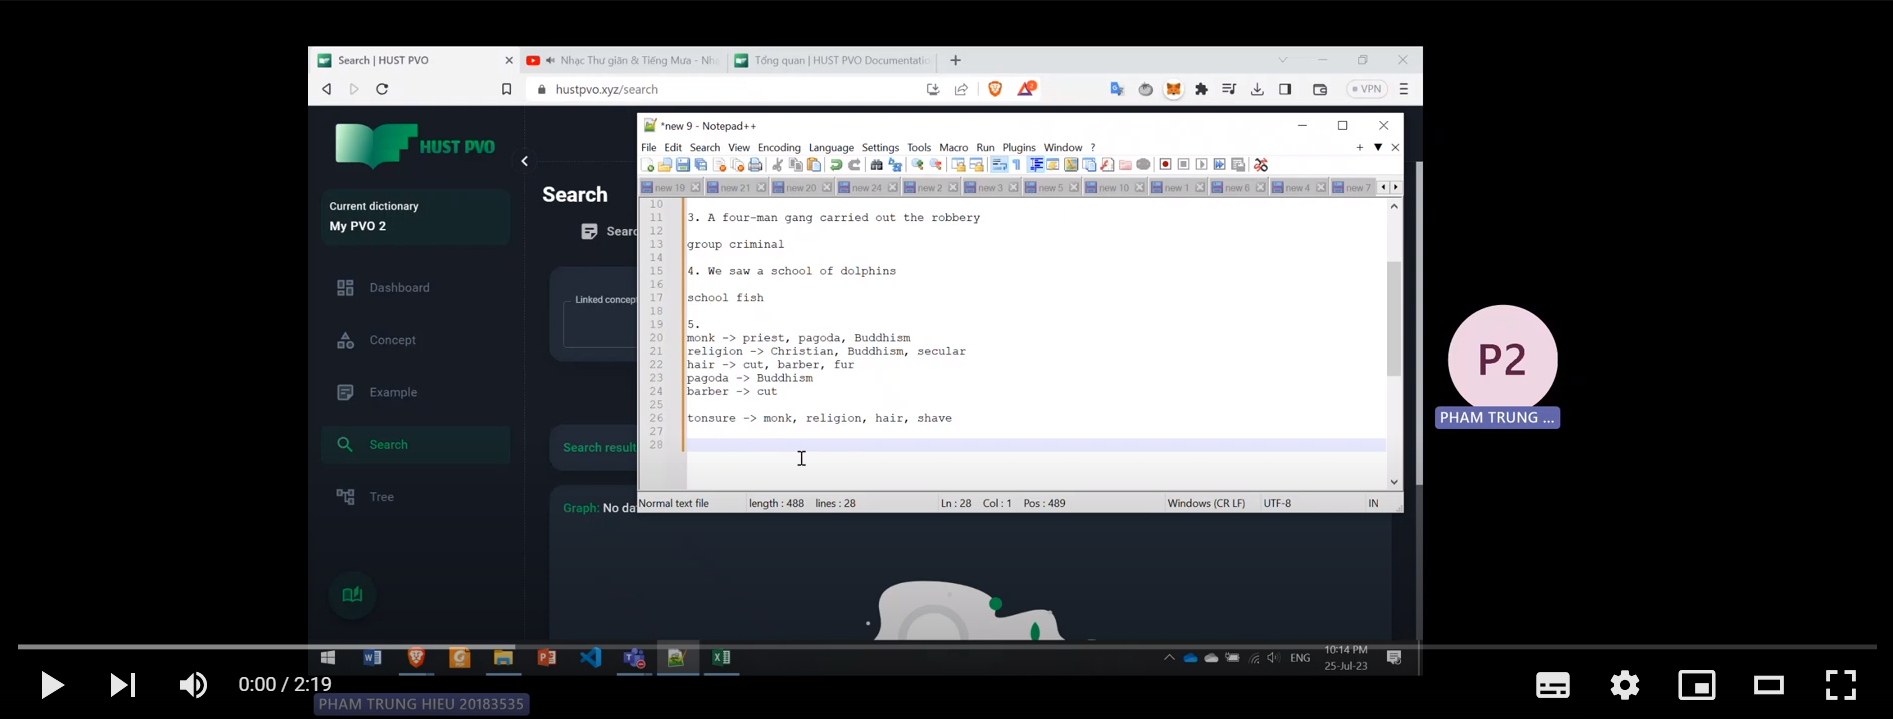 Search | HUST PVO
Nhạc Thư giãn & Tiếng Mưa - Nh
Tổng quan | HUST PVO Documentatio
hustpvo.xyz/search
2
VPN
HUST PVO
Current dictionary
My PVO 2
Dashboard
Concept
Example
Search
Tree
Search
Searc
Linked concept
Search result
Graph: No da
*new 9 - Notepad++
File Edit Search View Encoding Language Settings Tools Macro Run Plugins Window ?
new 19 new 21 new 20 new 24 new 2 new 3 new 5 new 10 new 1 new 6 new 4 new 7
10
11 3. A four-man gang carried out the robbery
12
13 group criminal
14
15 4. We saw a school of dolphins
16
17 school fish
18
19 5.
20 monk -> priest, pagoda, Buddhism
21 religion -> Christian, Buddhism, secular
22 hair -> cut, barber, fur
23 pagoda -> Buddhism
24 barber -> cut
25
26 tonsure -> monk, religion, hair, shave
27
28
Normal text file length : 488 lines : 28 Ln : 28 Col : 1 Pos : 489 Windows (CR LF) UTF-8 IN
P2
PHAM TRUNG ...
ENG
10:14 PM
25-Jul-23
0:00 / 2:19
PHAM TRUNG HIEU 20183535